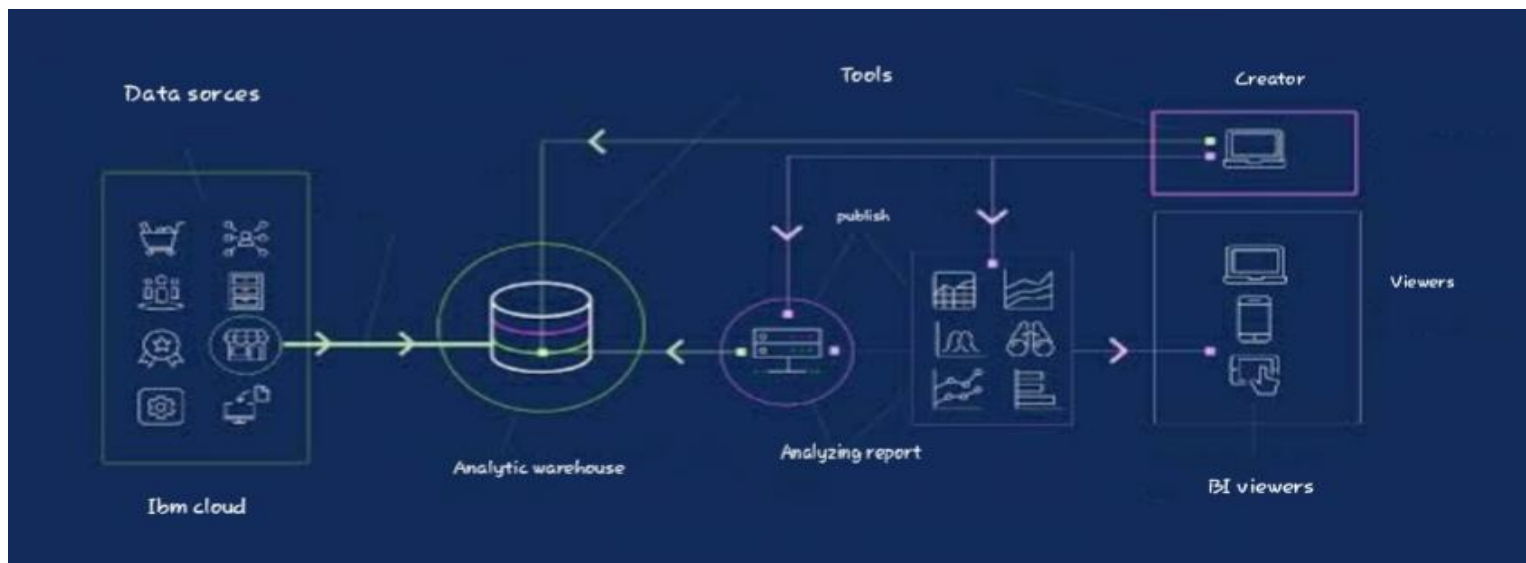 Tools
Creator
Data sorces
publish
Viewers
Analyzing report
Analytic warehouse
BI viewers
Ibm cloud